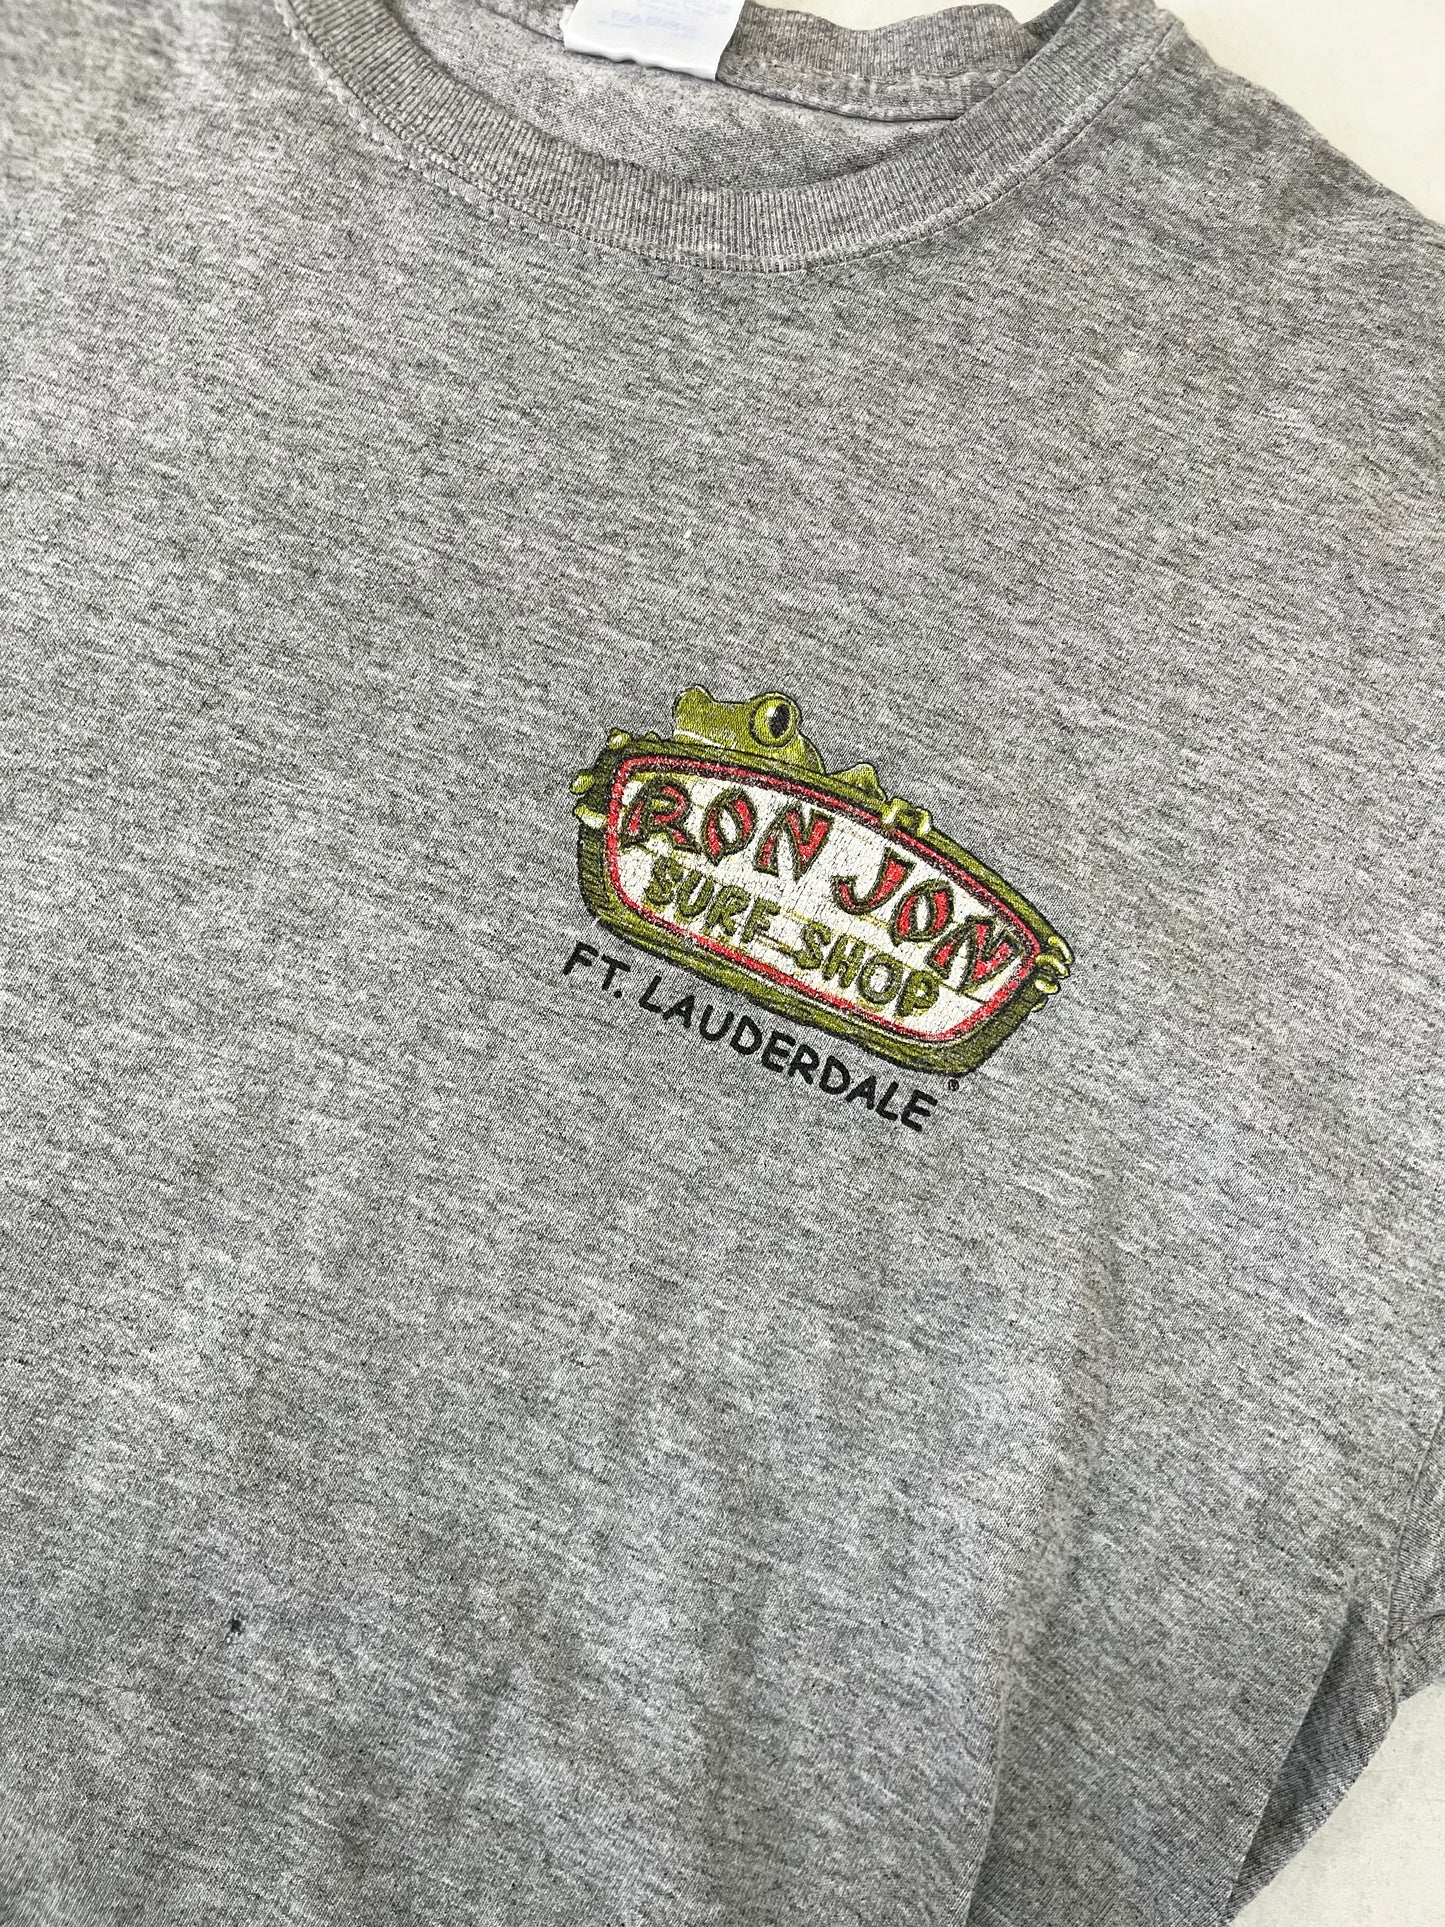 RON JON
SURF SHOP
FT. LAUDERDALE
®